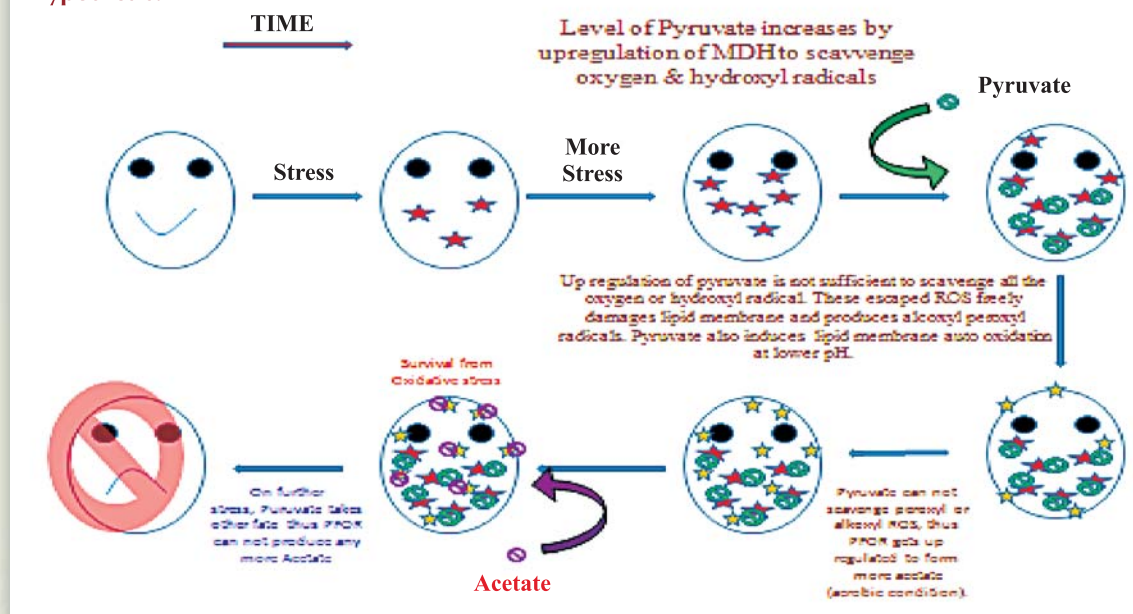 TIME
Level of Pyruvate increases by
upregulation of MDH to scavvenge
oxygen & hydroxyl radicals
Pyruvate
Stress
More
Stress
Up regulation of pyruvate is not sufficient to scavenge all the
oxygen or hydroxyl radical. These escaped ROS freely
damages lipid membrane and produces alcoxyl peroxyl
radicals. Pyruvate also induces lipid membrane auto oxidation
at lower pH.
Survival from
Oxidative stress
On further
stress, Pyruvate takes
other fate thus PFOR
can not produce any
more Acetate
Pyruvate can not
scavenge peroxyl or
alkoxyl ROS, thus
PFOR gets up
regulated to form
more acetate
(aerobic condition).
Acetate